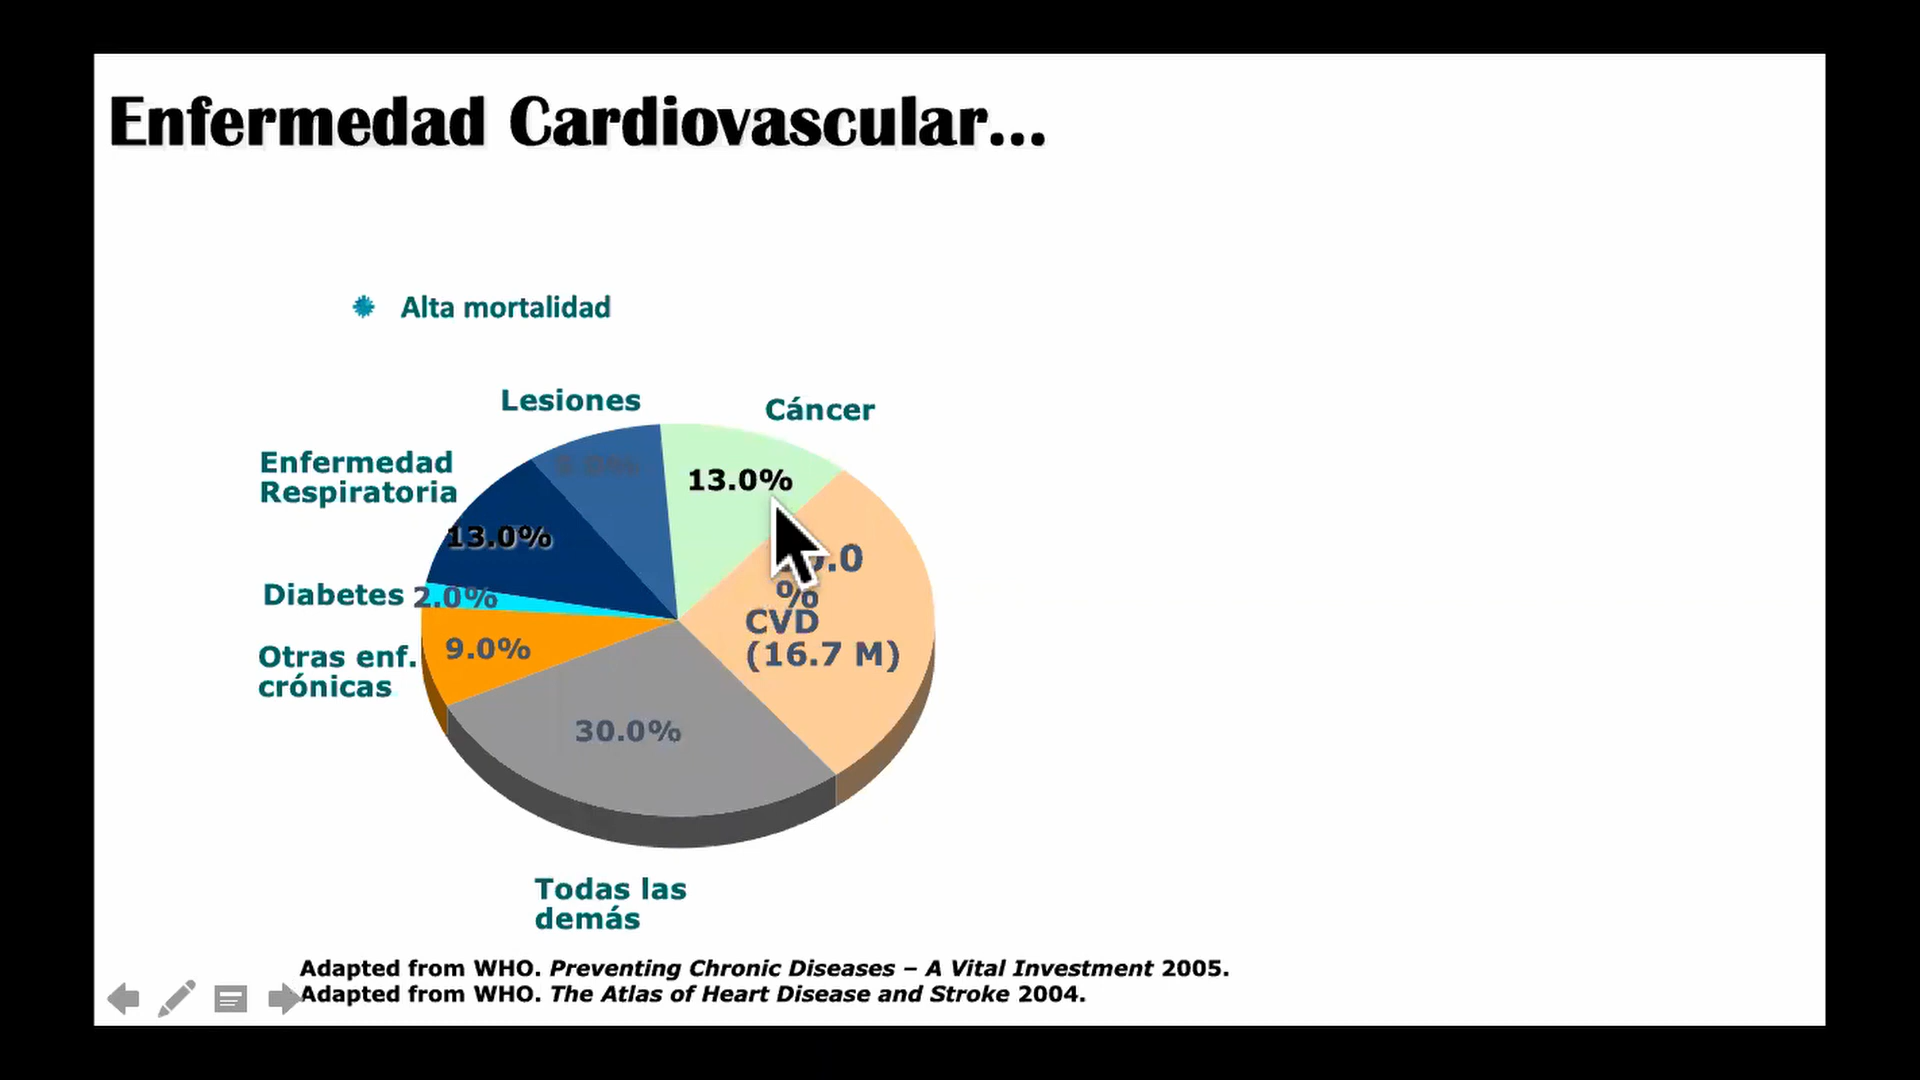 Enfermedad Cardiovascular...
Alta mortalidad
Lesiones
Cáncer
Enfermedad
Respiratoria
13.0%
13.0%
Diabetes
2.0%
Otras enf.
crónicas
9.0%
%
CVD
(16.7 M)
30.0%
Todas las
demás
Adapted from WHO. Preventing Chronic Diseases – A Vital Investment 2005.
Adapted from WHO. The Atlas of Heart Disease and Stroke 2004.